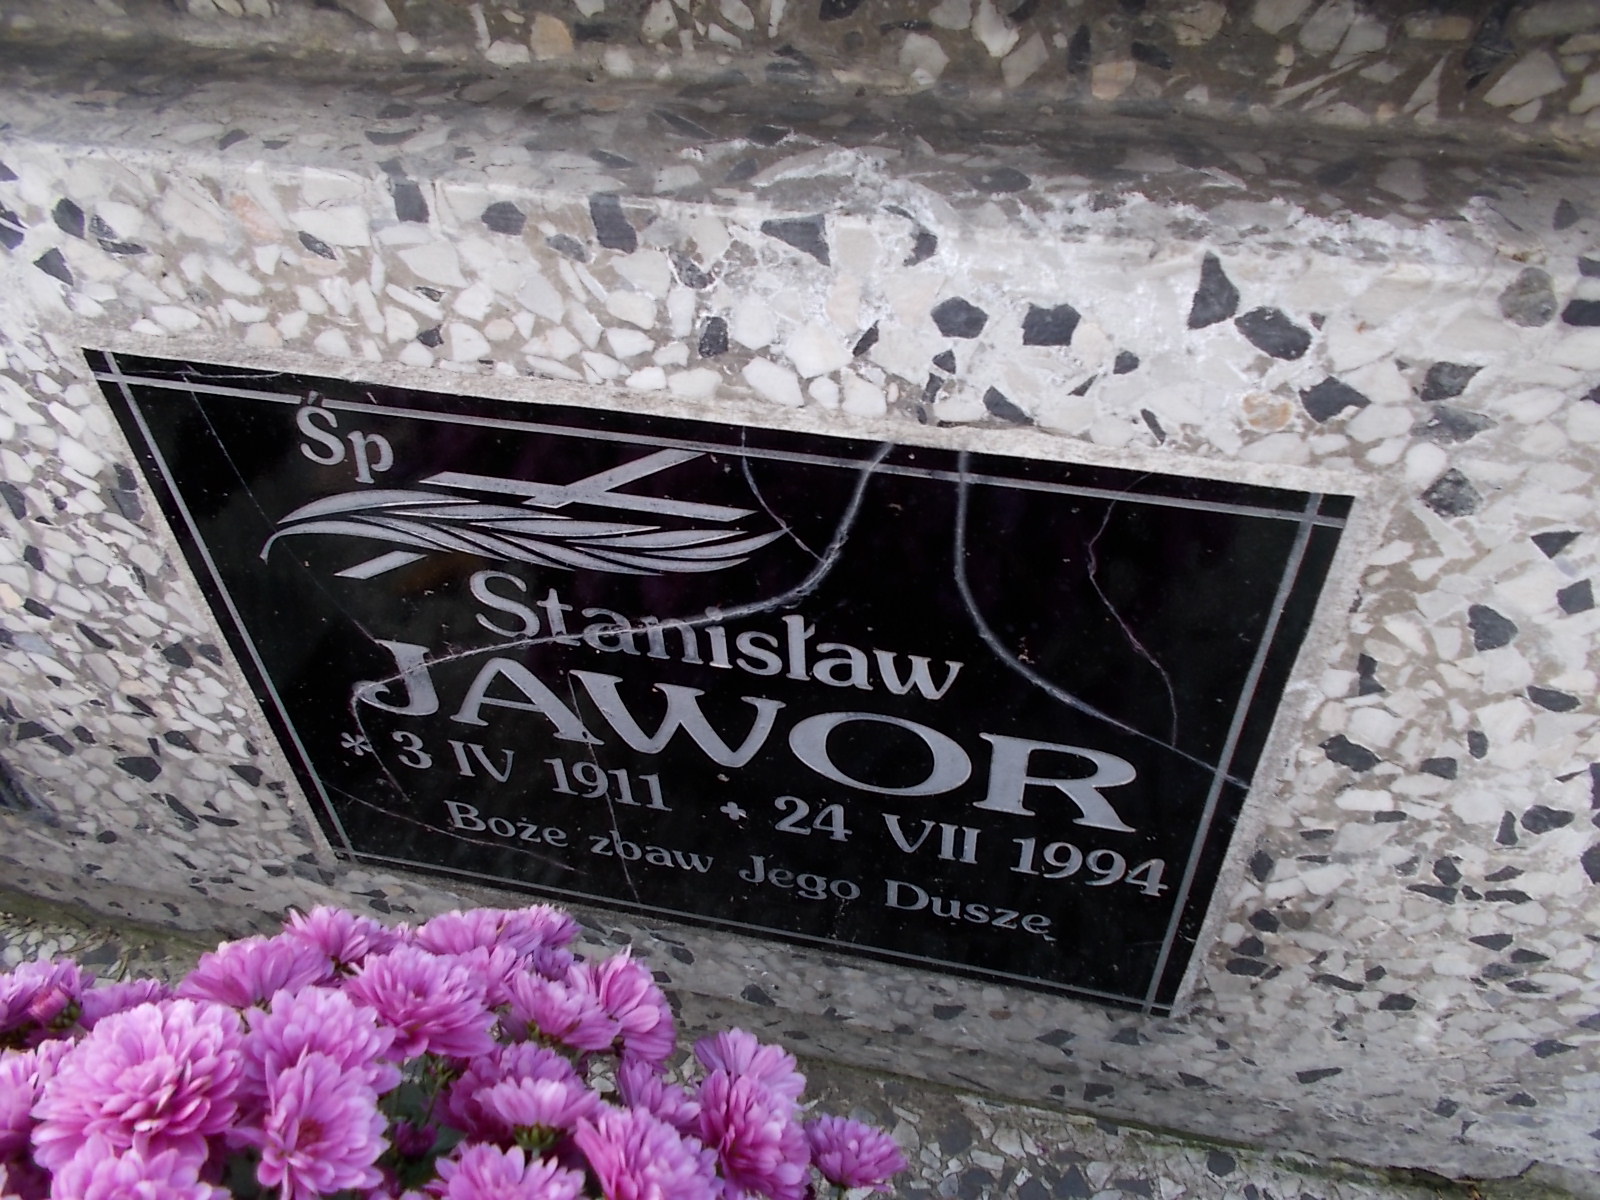 Śp
Stanisław
JAWOR
* 3 IV 1911 + 24 VII 1994
Boże zbaw Jego Duszę